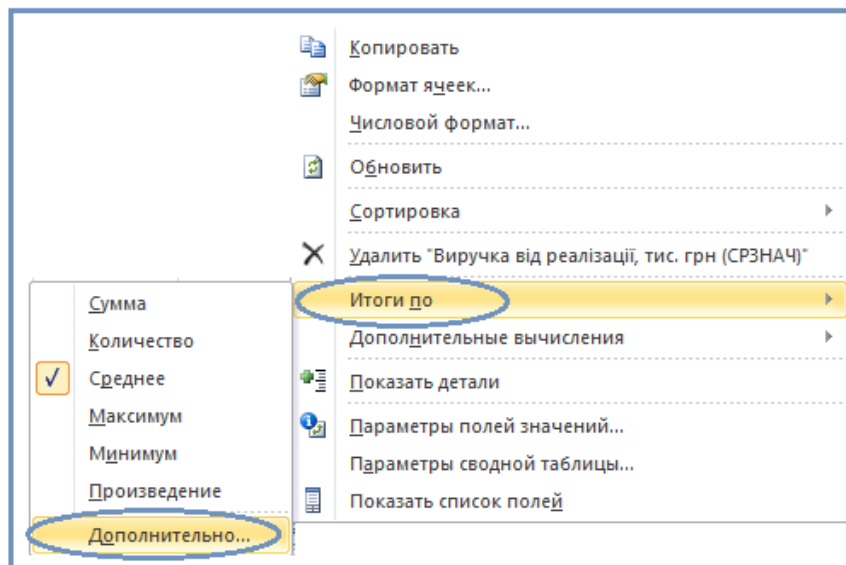 Копировать
Формат ячеек...
Числовой формат...
Обновить
Сортировка
Удалить "Виручка від реалізації, тис. грн (СРЗНАЧ)"
Итоги по
Дополнительные вычисления
Показать детали
Параметры полей значений...
Параметры сводной таблицы...
Показать список полей
Сумма
Количество
Среднее
Максимум
Минимум
Произведение
Дополнительно...